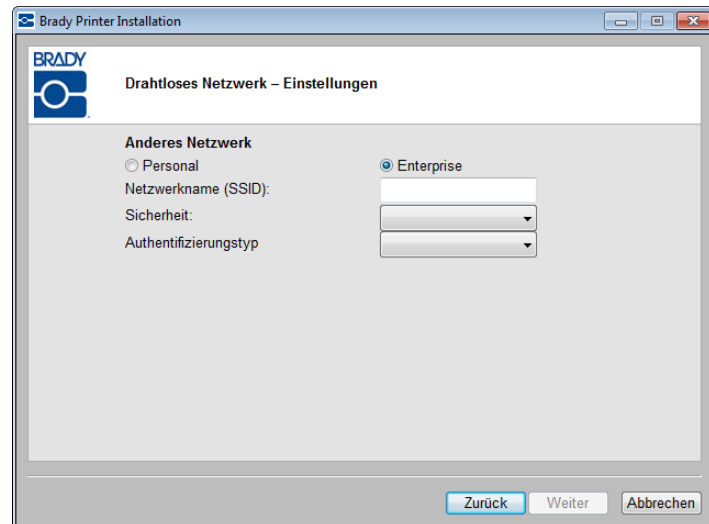 Brady Printer Installation
BRADY
Drahtloses Netzwerk – Einstellungen
Anderes Netzwerk
Personal Enterprise
Netzwerkname (SSID):
Sicherheit:
Authentifizierungstyp
Zurück Weiter Abbrechen